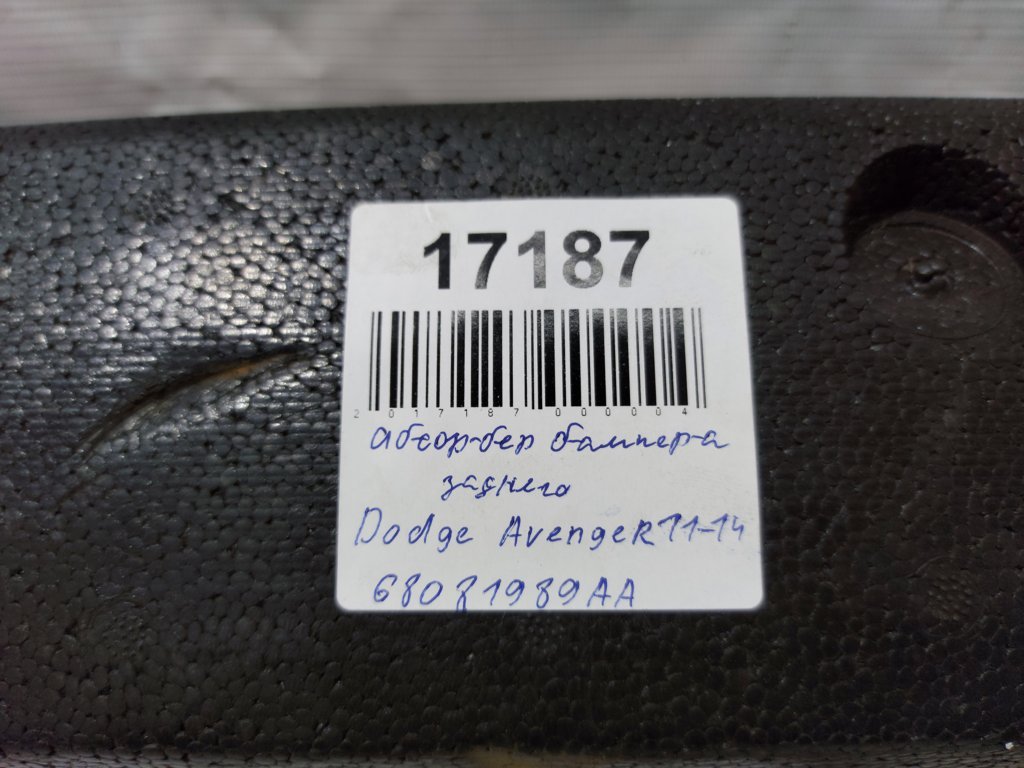 17187
2017187000004
Абсорбер бампера
заднего
Dodge Avenger 11-14
68081989AA